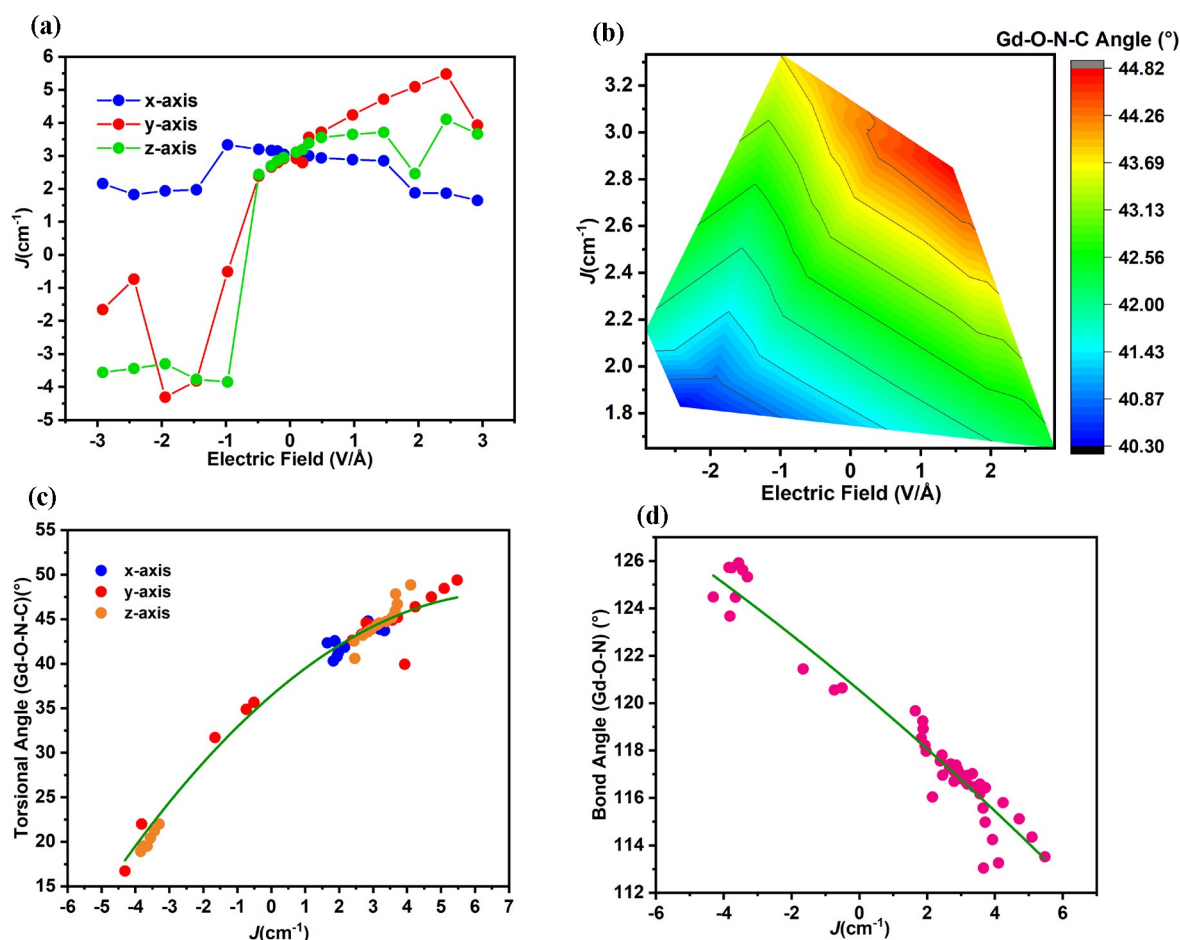 (a)
6
5
4
3
2
1
0
-1
-2
-3
-4
-5
J(cm⁻¹)
x-axis
y-axis
z-axis
-3 -2 -1 0 1 2 3
Electric Field (V/Å)
(b)
Gd-O-N-C Angle (°)
3.2
3.0
2.8
2.6
2.4
2.2
2.0
1.8
J(cm⁻¹)
-2 -1 0 1 2
Electric Field (V/Å)
44.82
44.26
43.69
43.13
42.56
42.00
41.43
40.87
40.30
(c)
55
50
45
40
35
30
25
20
15
Torsional Angle (Gd-O-N-C)(°)
x-axis
y-axis
z-axis
-6 -5 -4 -3 -2 -1 0 1 2 3 4 5 6 7
J(cm⁻¹)
(d)
126
124
122
120
118
116
114
112
Bond Angle (Gd-O-N) (°)
-6 -4 -2 0 2 4 6
J(cm⁻¹)